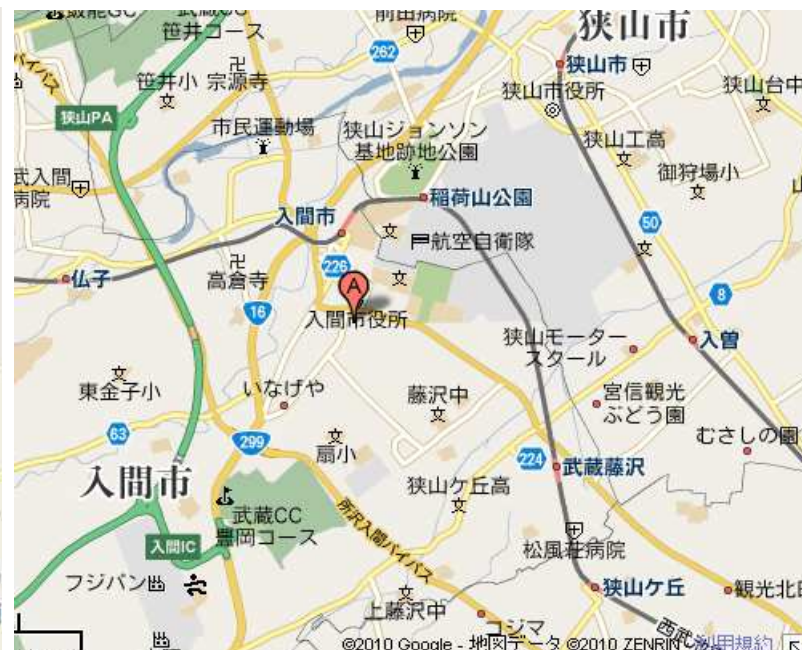 前田病院
狭山市
笹井コース
262
狭山市
バイパス
笹井小
宗源寺
狭山市役所
狭山台中
狭山PA
市民運動場
狭山ジョンソン
基地跡地公園
狭山工高
武入間
病院
御狩場小
稲荷山公園
入間市
航空自衛隊
50
226
仏子
高倉寺
8
16
A
入間市役所
狭山モーター
スクール
入曽
東金子小
いなげや
藤沢中
宮信観光
ぶどう園
63
299
扇小
むさしの園
224
武蔵藤沢
入間市
狭山ケ丘高
武蔵CC
豊岡コース
所沢入間バイパス
入間IC
松風荘病院
フジパン
狭山ケ丘
上藤沢中
コジマ
©2010 Google - 地図データ ©2010 ZENRIN
利用規約